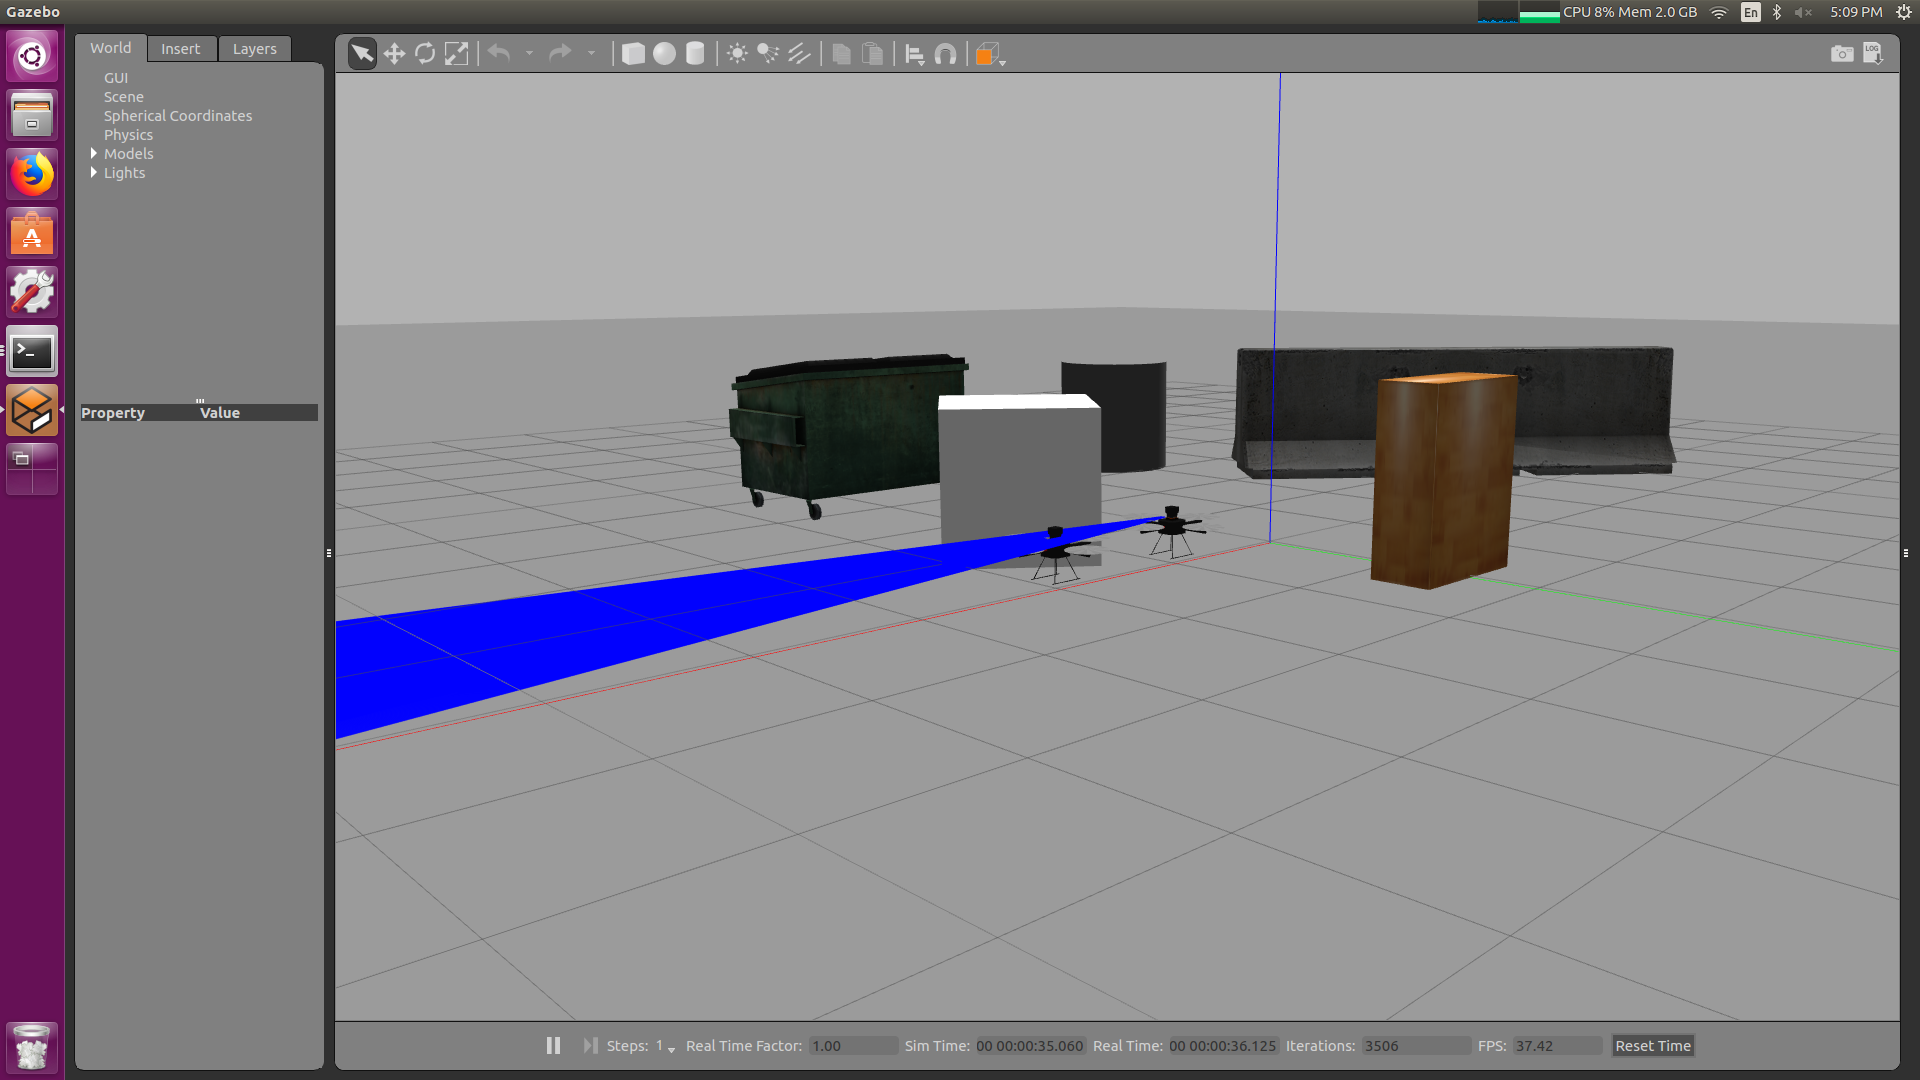 Gazebo
CPU 8% Mem 2.0 GB En 5:09 PM
World Insert Layers
LOG
GUI
Scene
Spherical Coordinates
Physics
Models
Lights
Property Value
Steps: 1 Real Time Factor: 1.00 Sim Time: 00 00:00:35.060 Real Time: 00 00:00:36.125 Iterations: 3506 FPS: 37.42 Reset Time